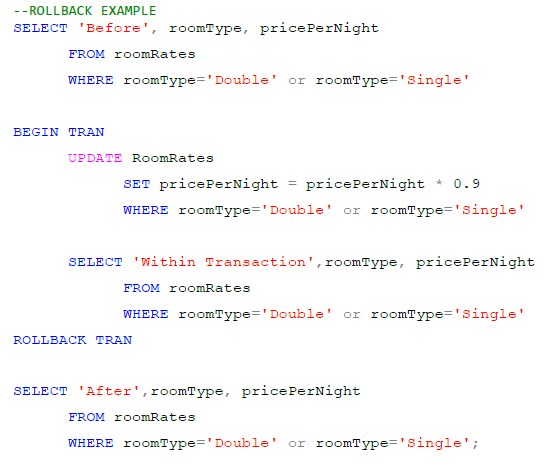 --ROLLBACK EXAMPLE
SELECT 'Before', roomType, pricePerNight
FROM roomRates
WHERE roomType='Double' or roomType='Single'
BEGIN TRAN
UPDATE RoomRates
SET pricePerNight = pricePerNight * 0.9
WHERE roomType='Double' or roomType='Single'
SELECT 'Within Transaction',roomType, pricePerNight
FROM roomRates
WHERE roomType='Double' or roomType='Single'
ROLLBACK TRAN
SELECT 'After',roomType, pricePerNight
FROM roomRates
WHERE roomType='Double' or roomType='Single';